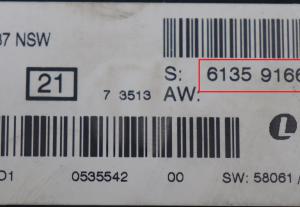 37 NSW
21
7 3513
S: 6135 9166
AW.
L
01 0535542 00 SW: 58061 /